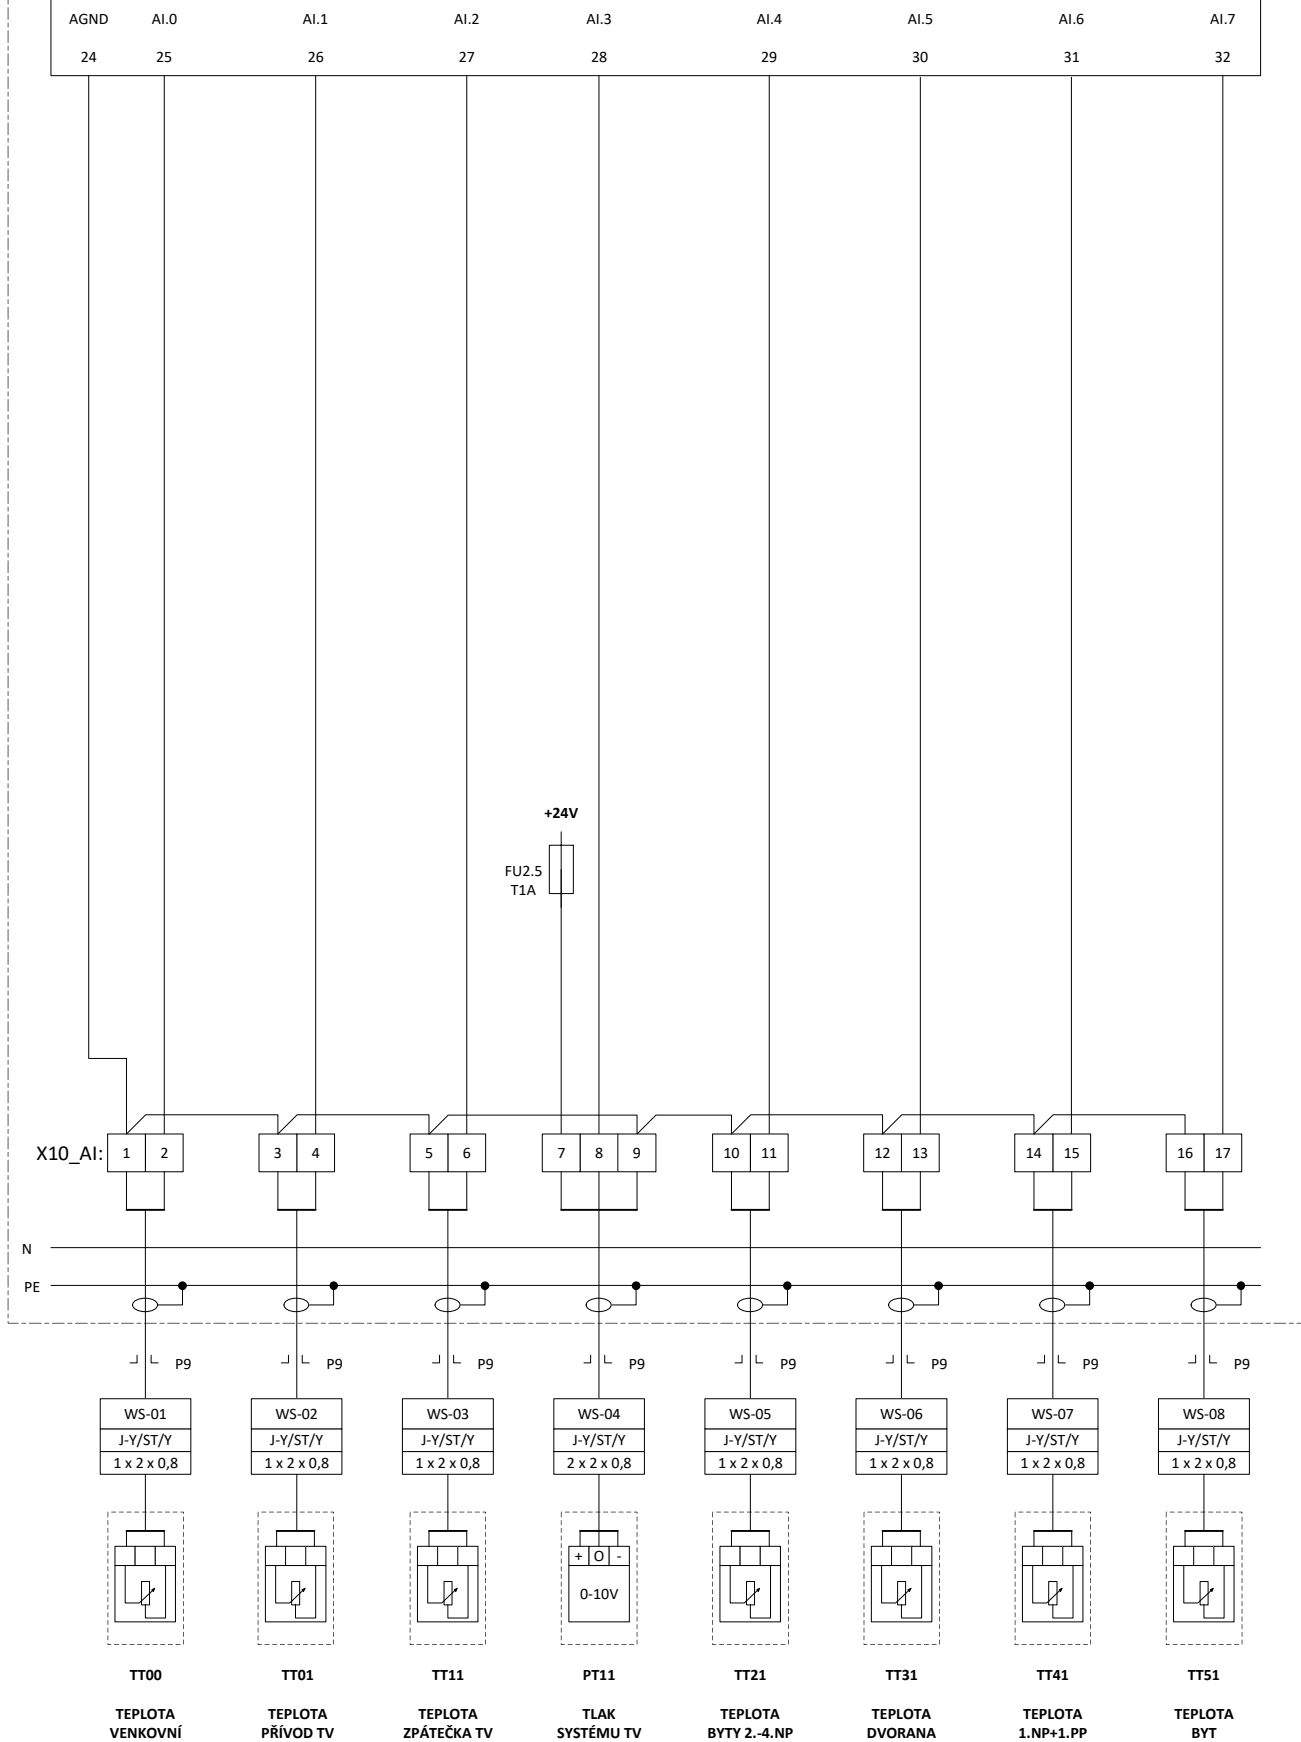 AGND AI.0 AI.1 AI.2 AI.3 AI.4 AI.5 AI.6 AI.7
24 25 26 27 28 29 30 31 32
+24V
FU2.5
T1A
X10_AI: 1 2 3 4 5 6 7 8 9 10 11 12 13 14 15 16 17
N
PE
P9 P9 P9 P9 P9 P9 P9 P9
WS-01 WS-02 WS-03 WS-04 WS-05 WS-06 WS-07 WS-08
J-Y/ST/Y J-Y/ST/Y J-Y/ST/Y J-Y/ST/Y J-Y/ST/Y J-Y/ST/Y J-Y/ST/Y J-Y/ST/Y
1 x 2 x 0,8 1 x 2 x 0,8 1 x 2 x 0,8 2 x 2 x 0,8 1 x 2 x 0,8 1 x 2 x 0,8 1 x 2 x 0,8 1 x 2 x 0,8
+ O -
0-10V
TT00 TT01 TT11 PT11 TT21 TT31 TT41 TT51
TEPLOTA TEPLOTA TEPLOTA TLAK TEPLOTA TEPLOTA TEPLOTA TEPLOTA
VENKOVNÍ PŘÍVOD TV ZPÁTEČKA TV SYSTÉMU TV BYTY 2.-4.NP DVORANA 1.NP+1.PP BYT